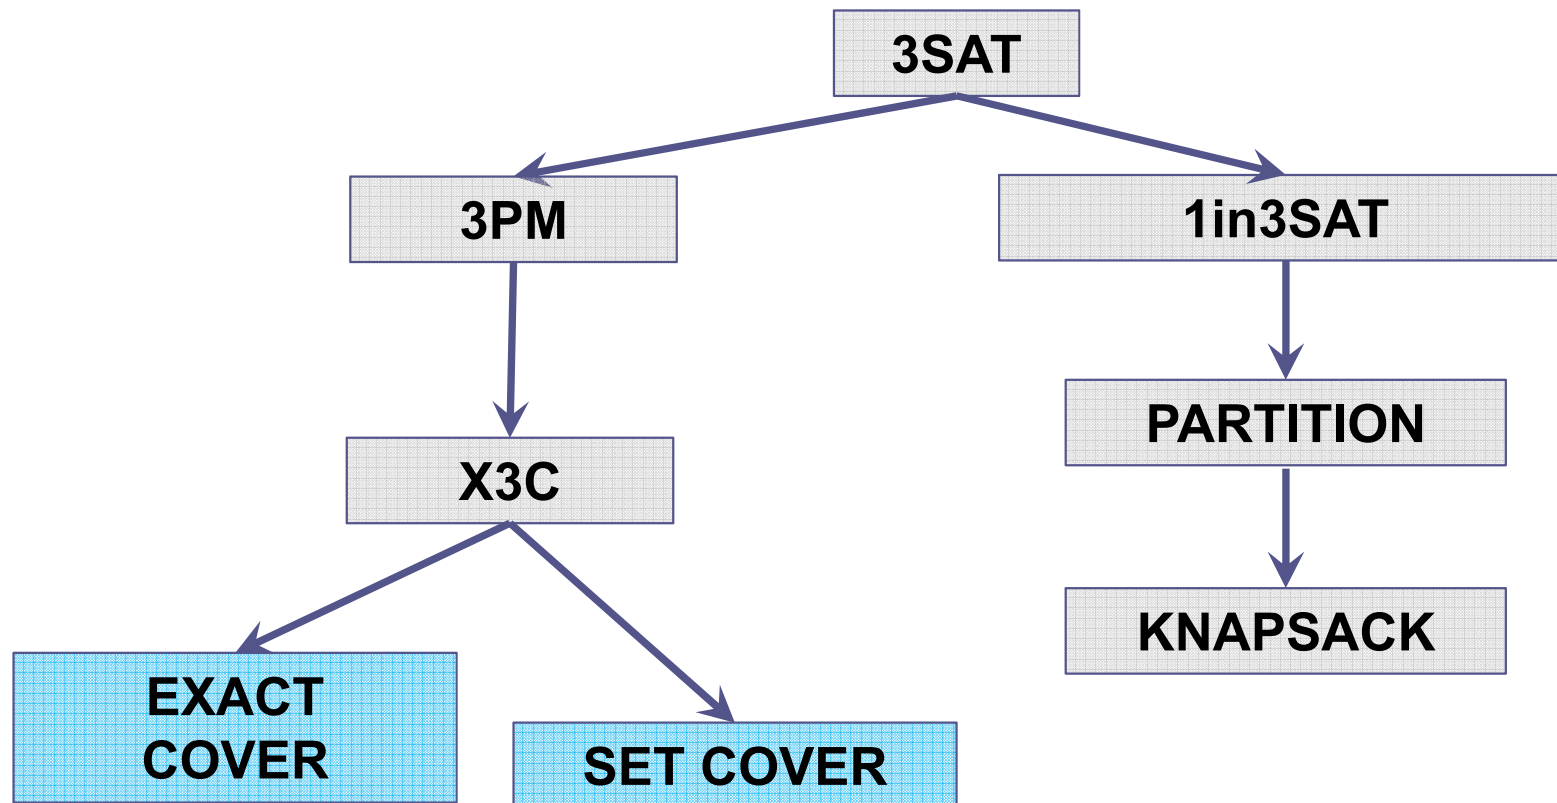 3SAT
3PM
1in3SAT
PARTITION
X3C
KNAPSACK
EXACT
COVER
SET COVER